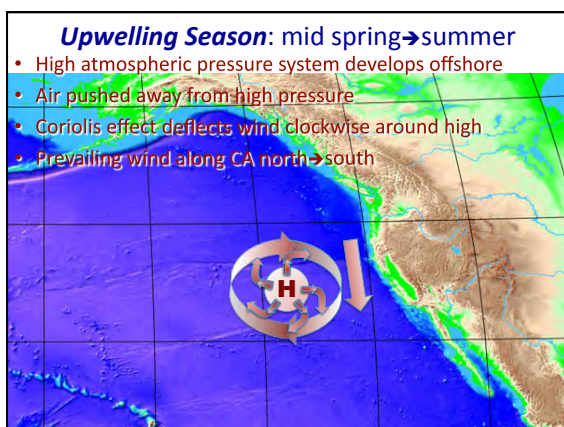 Upwelling Season: mid spring➔summer
• High atmospheric pressure system develops offshore
• Air pushed away from high pressure
• Coriolis effect deflects wind clockwise around high
• Prevailing wind along CA north➔south
H